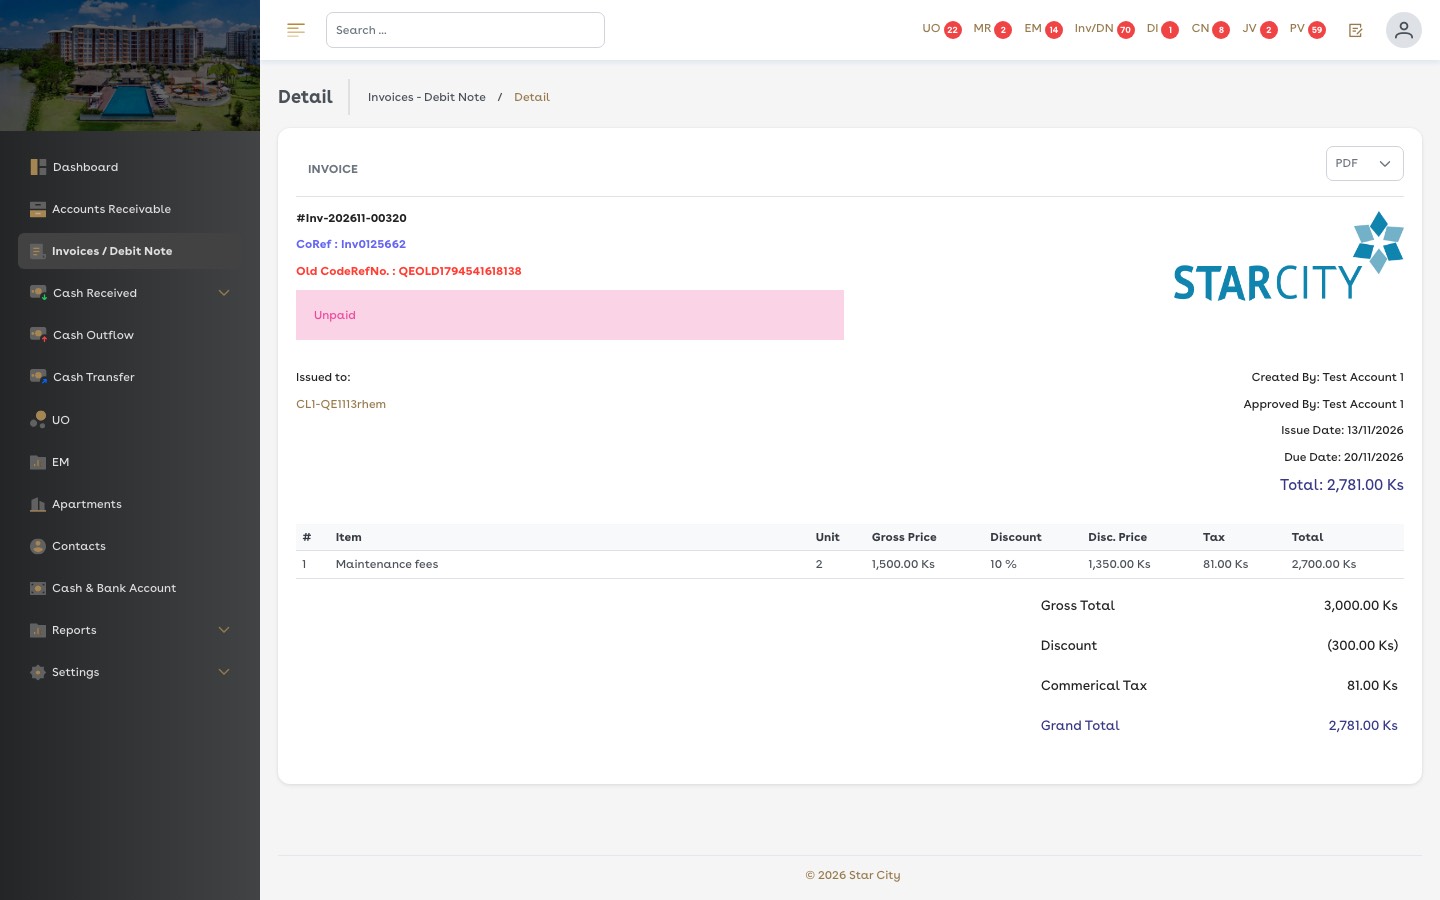 Search ...
UO 22 MR 2 EM 14 Inv/DN 70 DI 1 CN 8 JV 2 PV 59
Dashboard
Accounts Receivable
Invoices / Debit Note
Cash Received
Cash Outflow
Cash Transfer
UO
EM
Apartments
Contacts
Cash & Bank Account
Reports
Settings
Detail
Invoices - Debit Note / Detail
INVOICE
PDF
#Inv-202611-00320
CoRef : Inv0125662
Old CodeRefNo. : QEOLD1794541618138
Unpaid
STARCITY
Issued to:
CL1-QE1113rhem
Created By: Test Account 1
Approved By: Test Account 1
Issue Date: 13/11/2026
Due Date: 20/11/2026
Total: 2,781.00 Ks
# Item Unit Gross Price Discount Disc. Price Tax Total
1 Maintenance fees 2 1,500.00 Ks 10 % 1,350.00 Ks 81.00 Ks 2,700.00 Ks
Gross Total 3,000.00 Ks
Discount (300.00 Ks)
Commerical Tax 81.00 Ks
Grand Total 2,781.00 Ks
© 2026 Star City